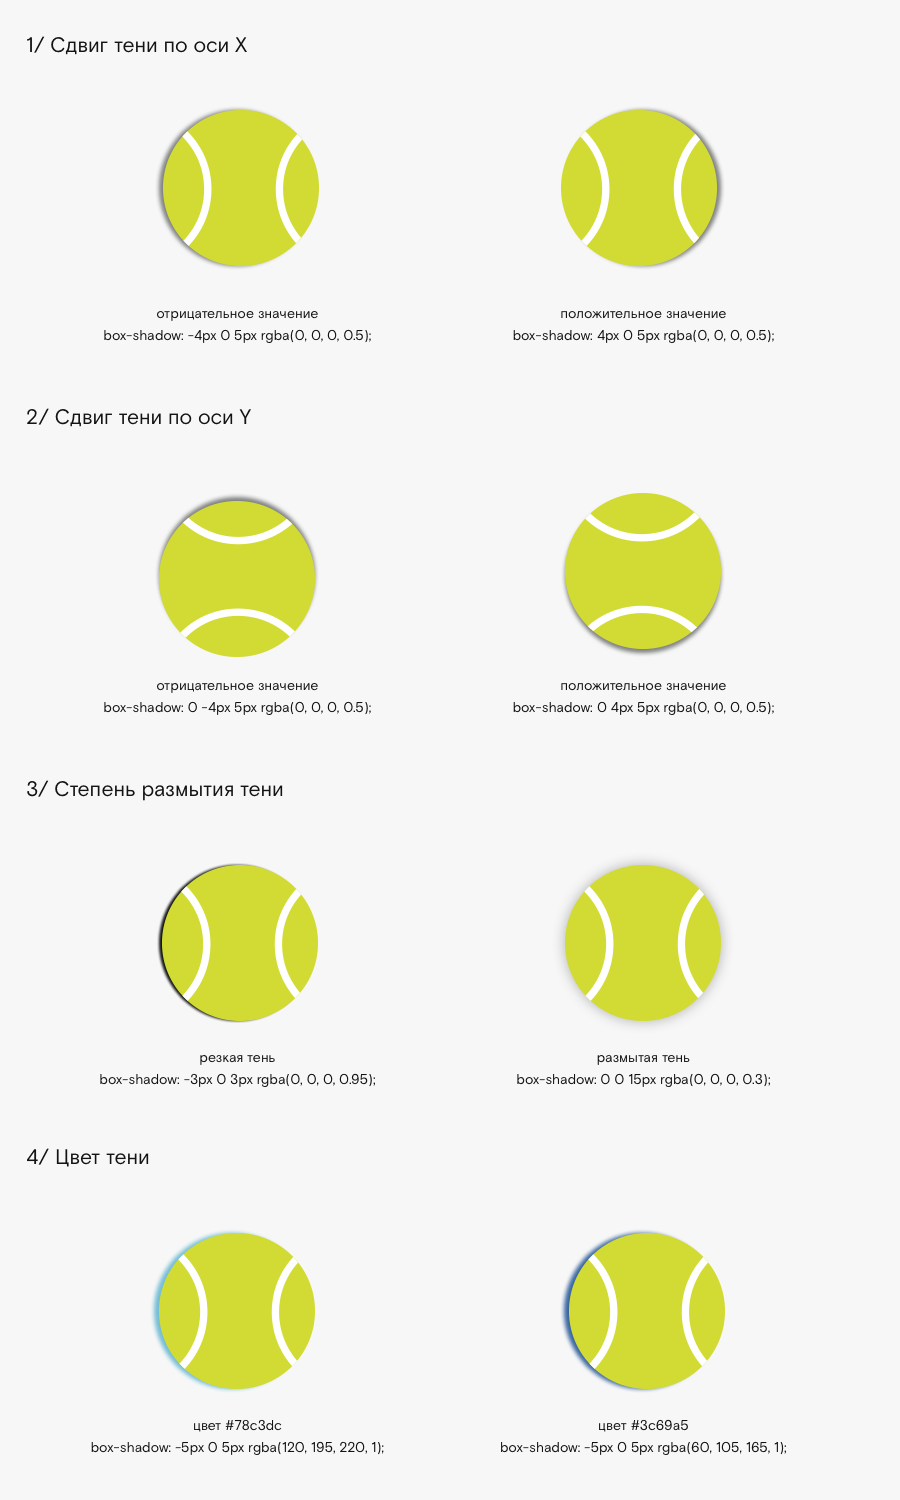 1/ Сдвиг тени по оси X
отрицательное значение
box-shadow: -4px 0 5px rgba(0, 0, 0, 0.5);
положительное значение
box-shadow: 4px 0 5px rgba(0, 0, 0, 0.5);
2/ Сдвиг тени по оси Y
отрицательное значение
box-shadow: 0 -4px 5px rgba(0, 0, 0, 0.5);
положительное значение
box-shadow: 0 4px 5px rgba(0, 0, 0, 0.5);
3/ Степень размытия тени
резкая тень
box-shadow: -3px 0 3px rgba(0, 0, 0, 0.95);
размытая тень
box-shadow: 0 0 15px rgba(0, 0, 0, 0.3);
4/ Цвет тени
цвет #78c3dc
box-shadow: -5px 0 5px rgba(120, 195, 220, 1);
цвет #3c69a5
box-shadow: -5px 0 5px rgba(60, 105, 165, 1);